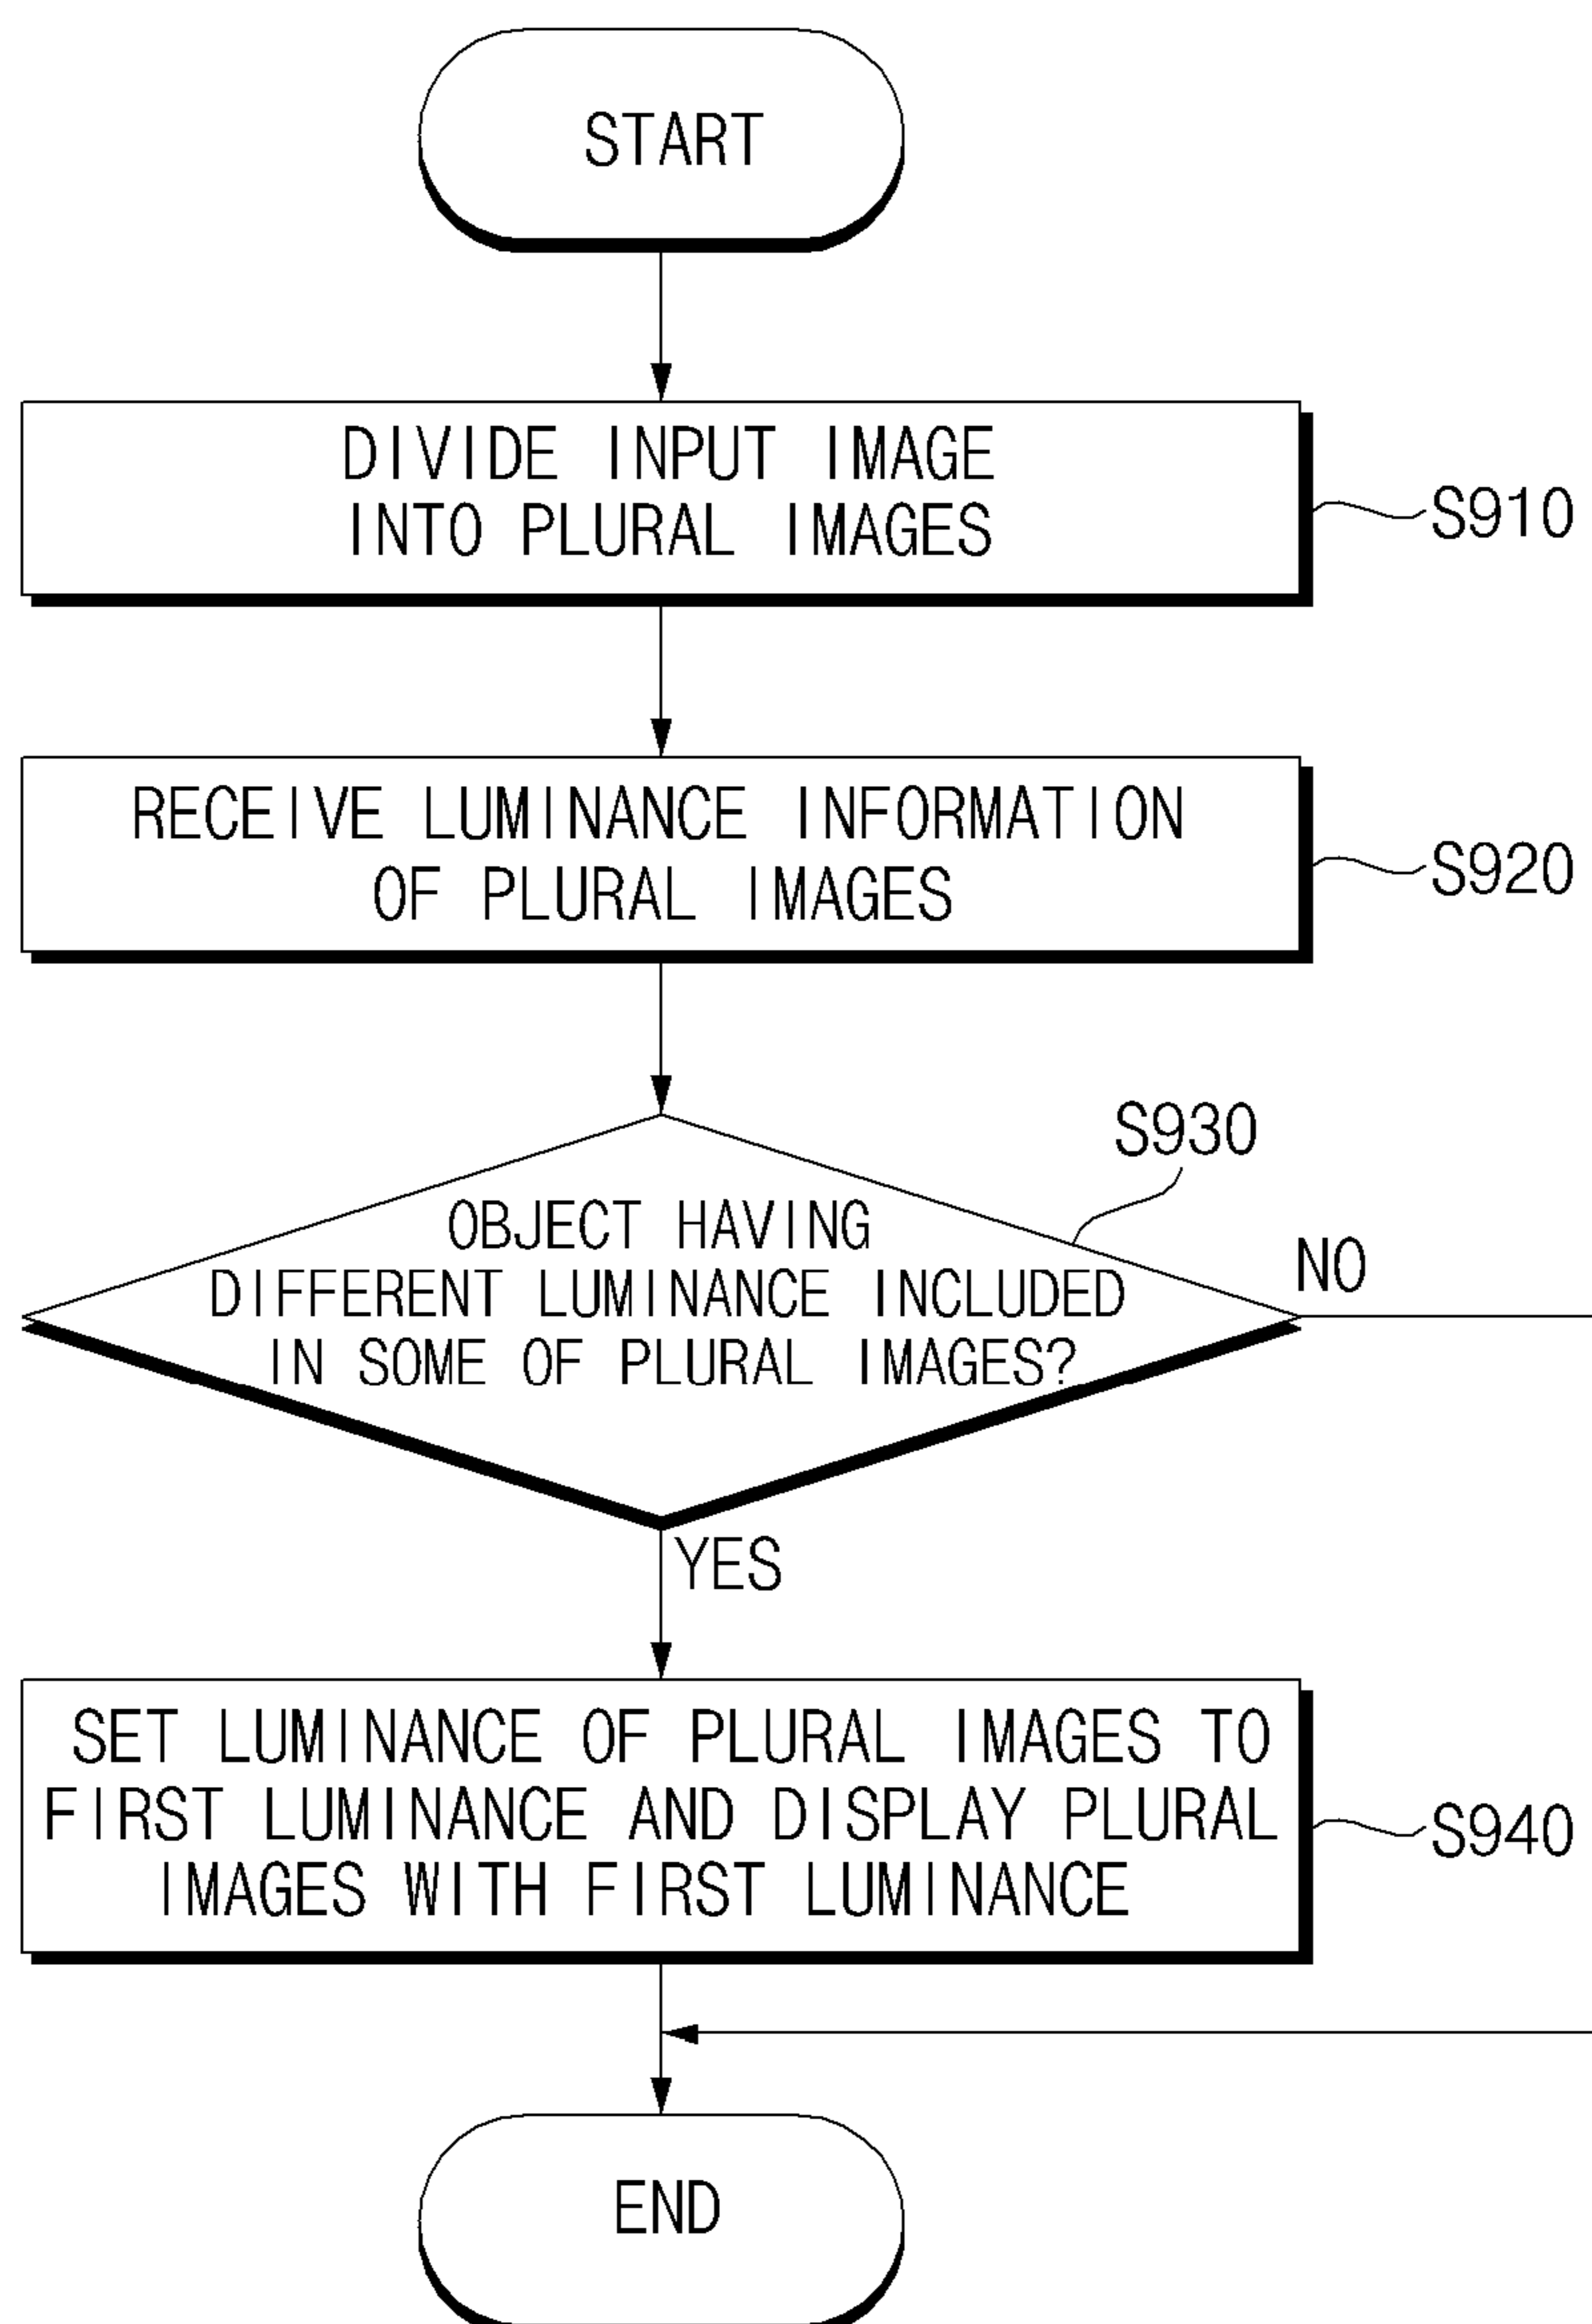 START
DIVIDE INPUT IMAGE
INTO PLURAL IMAGES
S910
RECEIVE LUMINANCE INFORMATION
OF PLURAL IMAGES
S920
S930
OBJECT HAVING
DIFFERENT LUMINANCE INCLUDED
IN SOME OF PLURAL IMAGES?
NO
YES
SET LUMINANCE OF PLURAL IMAGES TO
FIRST LUMINANCE AND DISPLAY PLURAL
IMAGES WITH FIRST LUMINANCE
S940
END